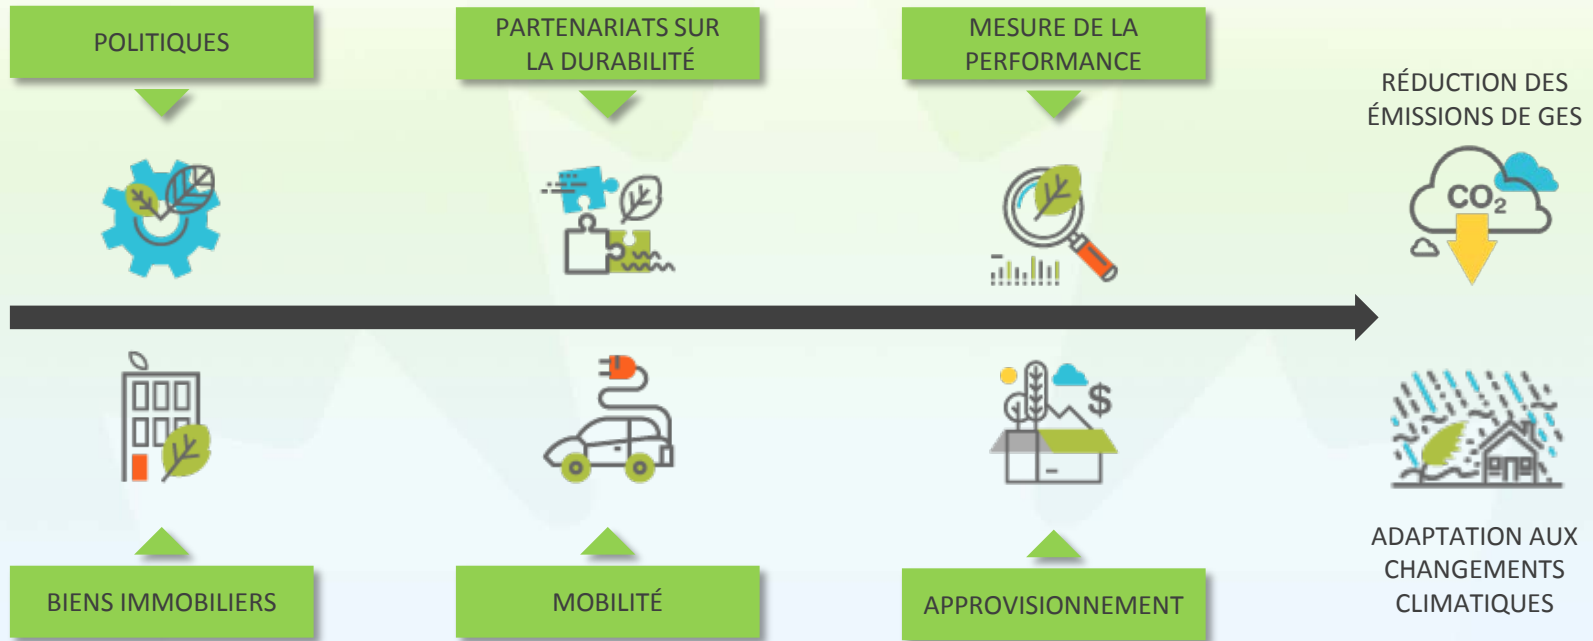 POLITIQUES
PARTENARIATS SUR
LA DURABILITÉ
MESURE DE LA
PERFORMANCE
RÉDUCTION DES
ÉMISSIONS DE GES
CO₂
$
BIENS IMMOBILIERS
MOBILITÉ
APPROVISIONNEMENT
ADAPTATION AUX
CHANGEMENTS
CLIMATIQUES